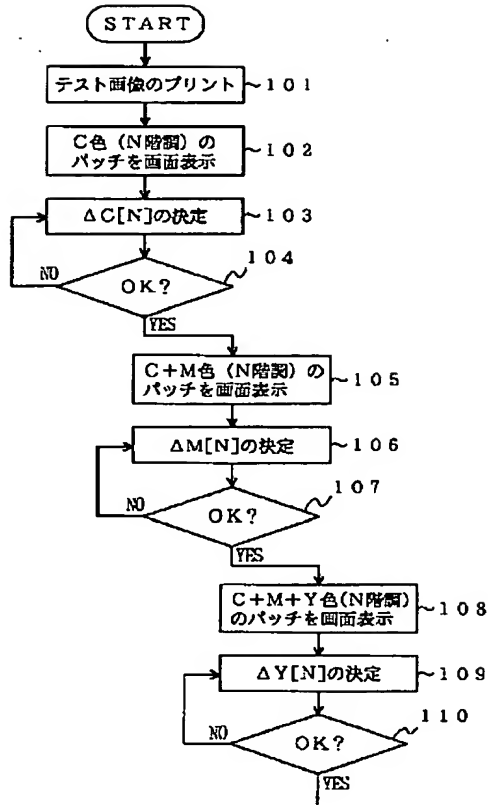 START
テスト画像のプリント
101
C色(N階調)の
パッチを画面表示
102
ΔC[N]の決定
103
104
OK?
NO
YES
C+M色(N階調)の
パッチを画面表示
105
ΔM[N]の決定
106
107
OK?
NO
YES
C+M+Y色(N階調)
のパッチを画面表示
108
ΔY[N]の決定
109
110
OK?
NO
YES